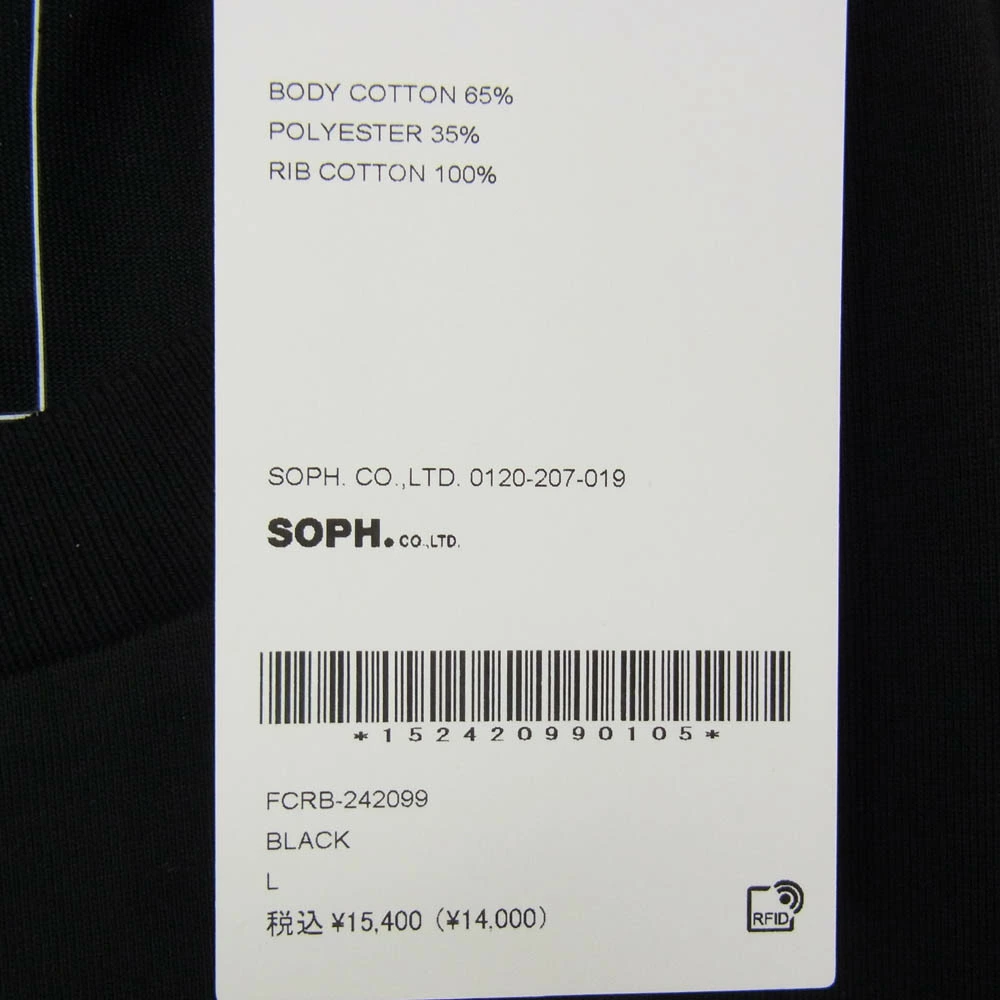 BODY COTTON 65%
POLYESTER 35%
RIB COTTON 100%
SOPH. CO.,LTD. 0120-207-019
SOPH. CO.,LTD.
*152420990105*
FCRB-242099
BLACK
L
税込 ¥15,400 (¥14,000)
RFID